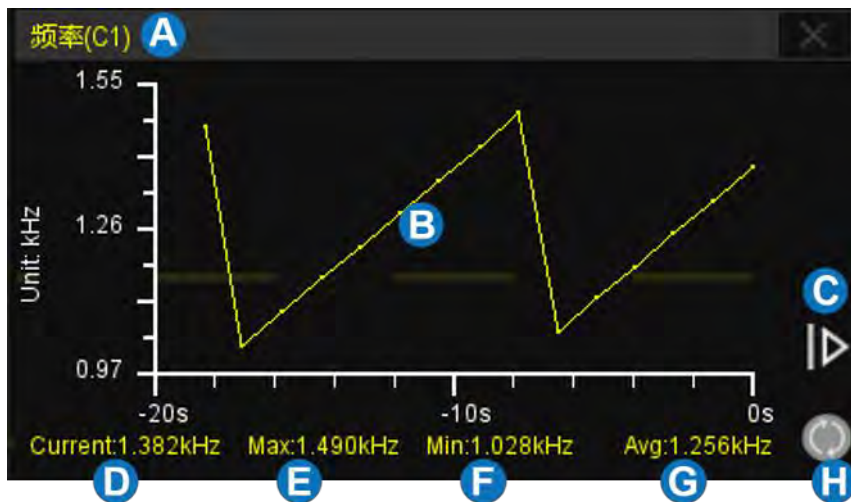 频率(C1) A
1.55
1.26
0.97
Unit: kHz
B
C
-20s -10s 0s
Current:1.382kHz Max:1.490kHz Min:1.028kHz Avg:1.256kHz
D E F G H